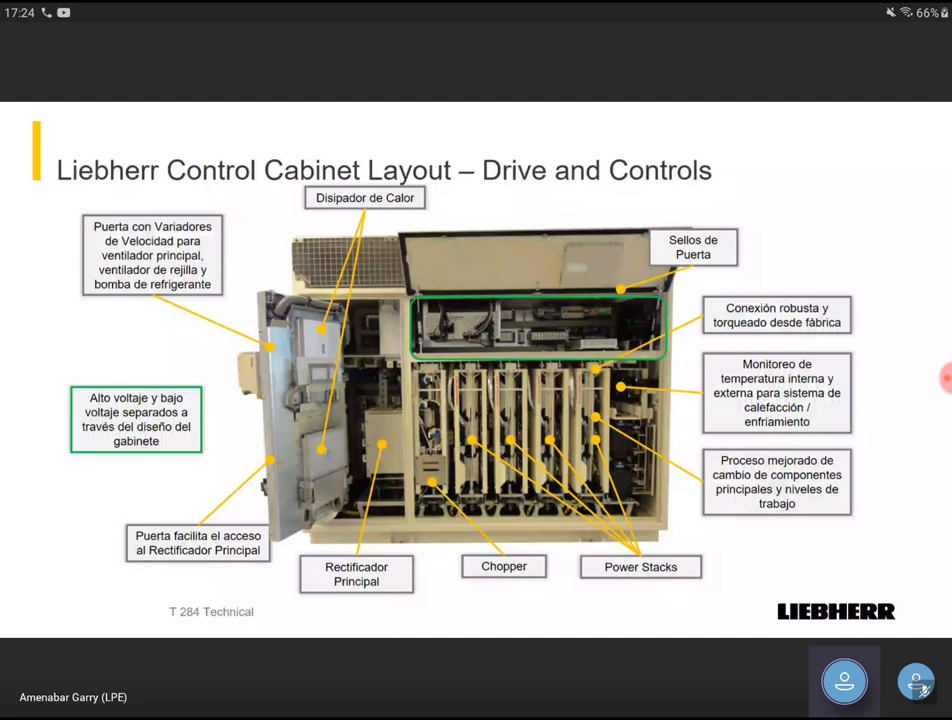 17:24
66%
Liebherr Control Cabinet Layout – Drive and Controls
Disipador de Calor
Puerta con Variadores
de Velocidad para
ventilador principal,
ventilador de rejilla y
bomba de refrigerante
Sellos de
Puerta
Conexión robusta y
torqueado desde fábrica
Monitoreo de
temperatura interna y
externa para sistema de
calefacción /
enfriamiento
Alto voltaje y bajo
voltaje separados a
través del diseño del
gabinete
Proceso mejorado de
cambio de componentes
principales y niveles de
trabajo
Puerta facilita el acceso
al Rectificador Principal
Rectificador
Principal
Chopper
Power Stacks
T 284 Technical
LIEBHERR
Amenabar Garry (LPE)